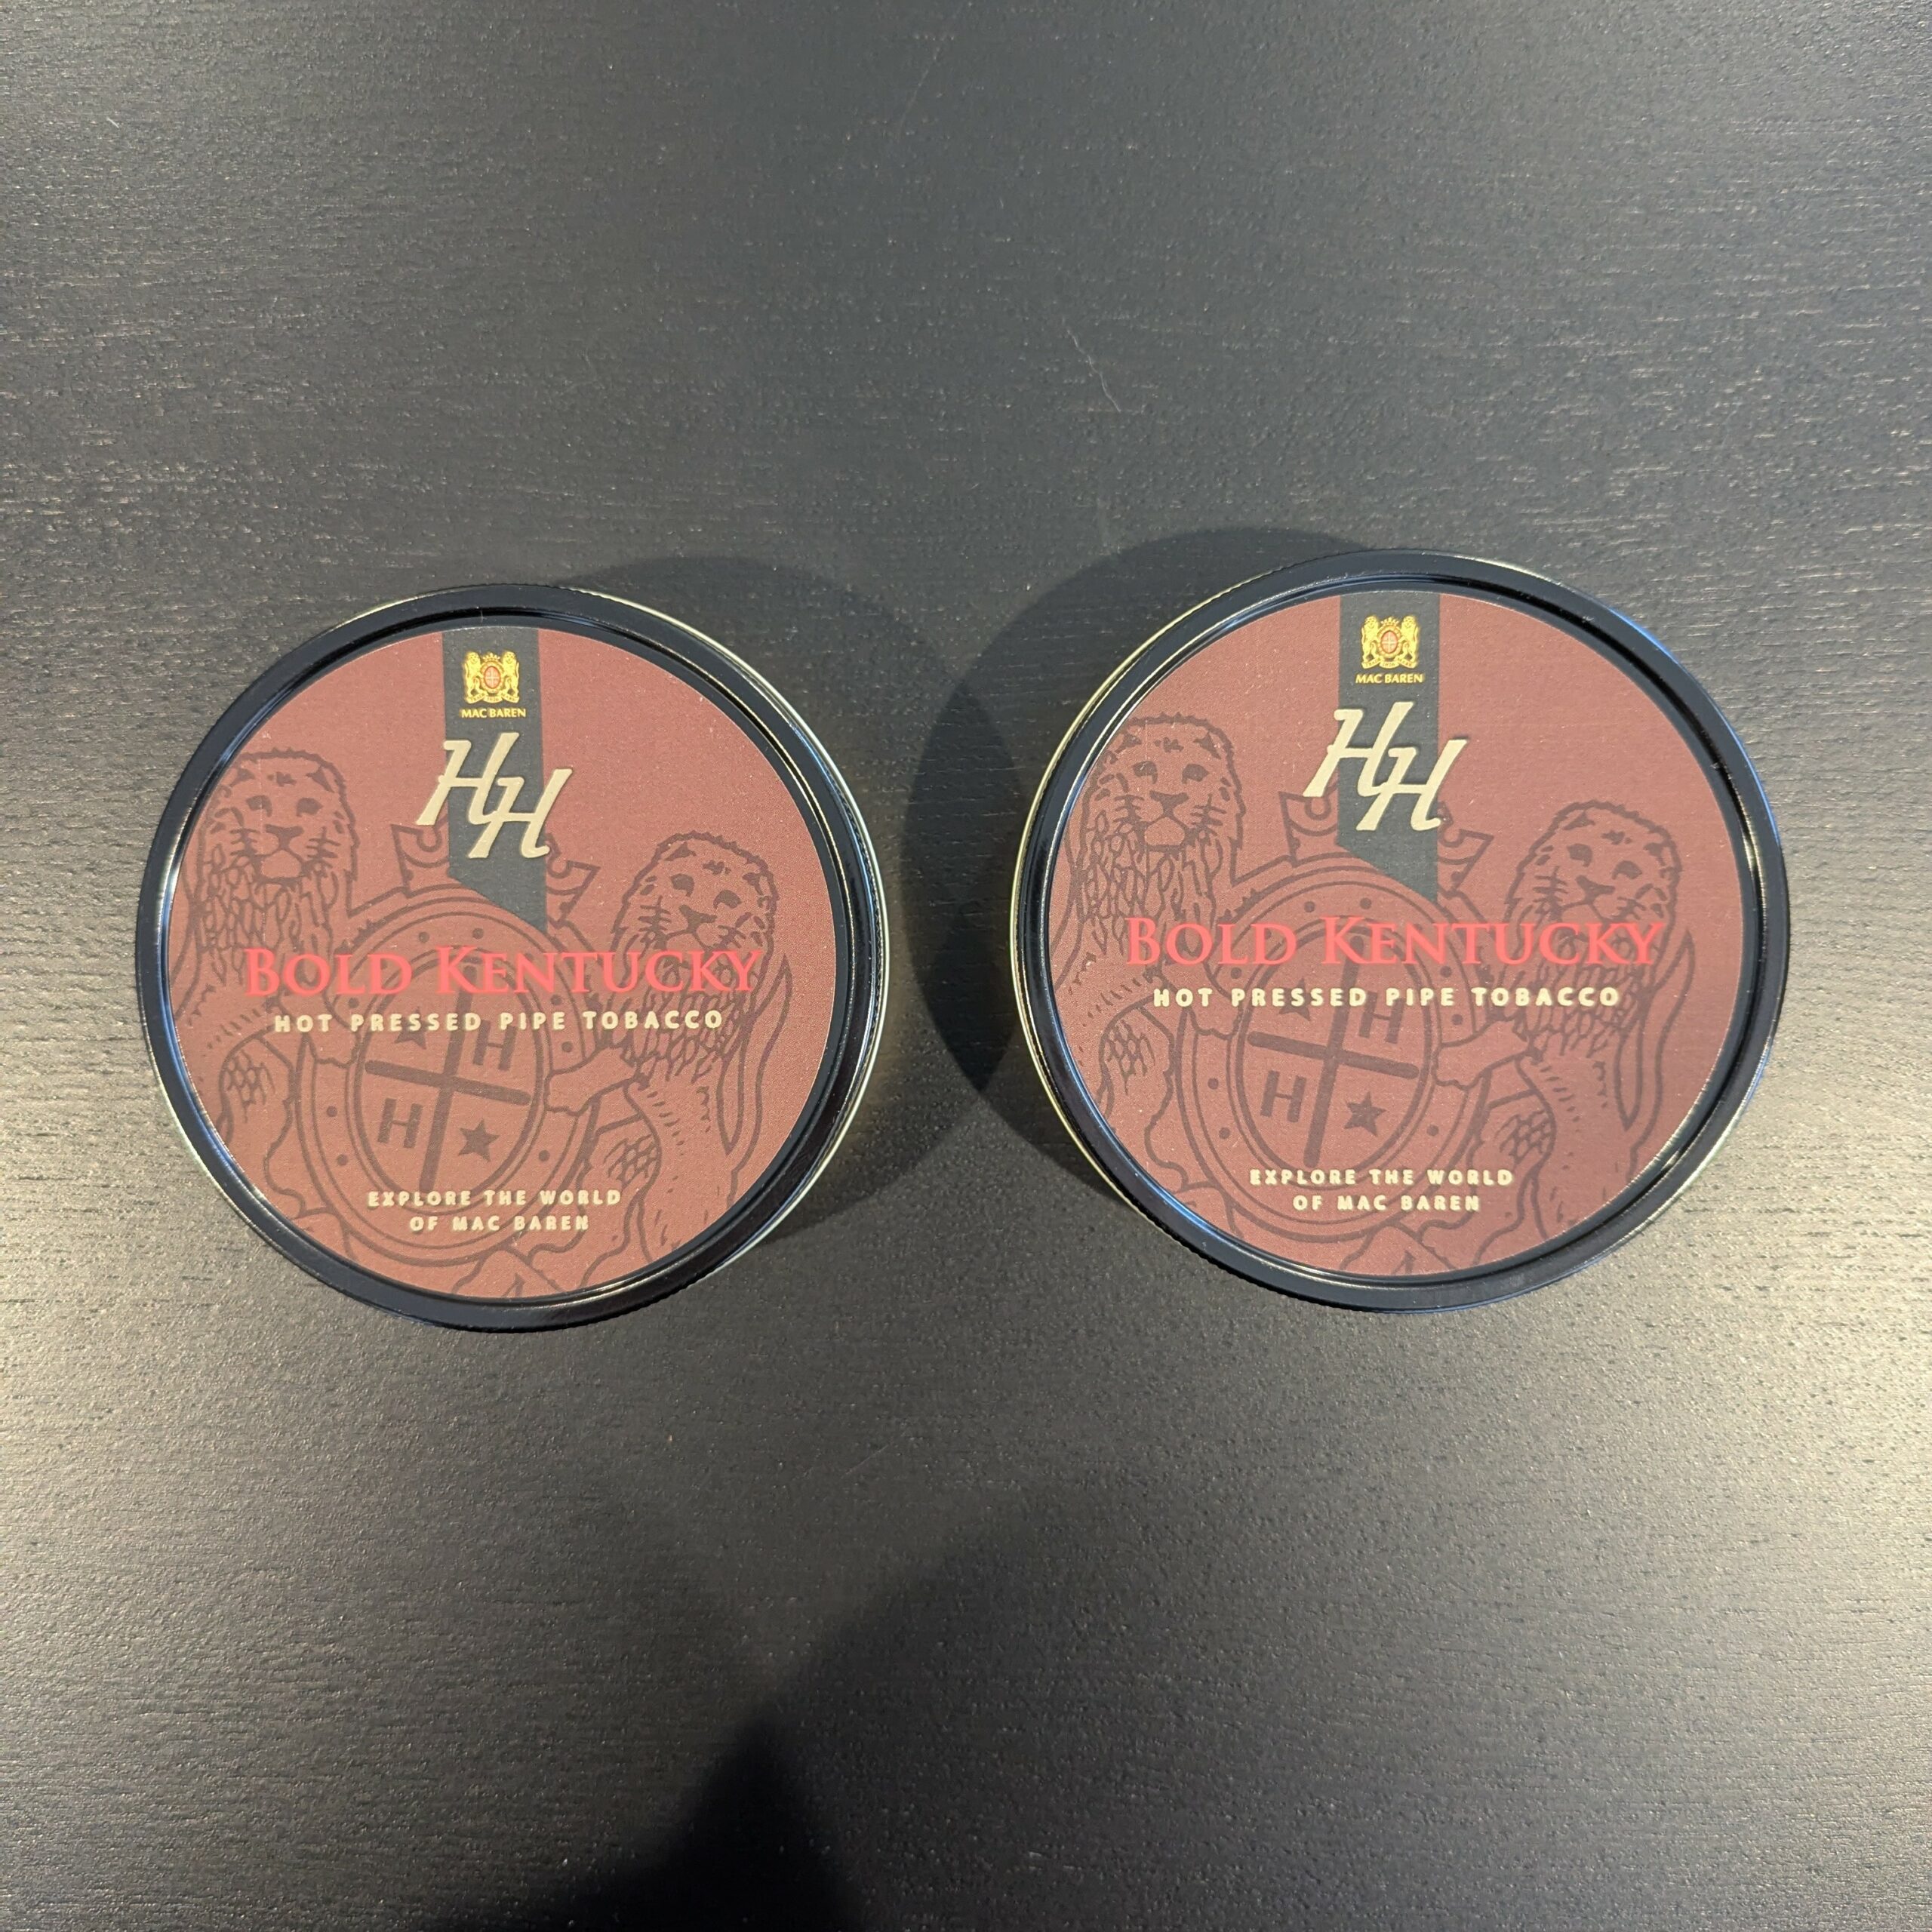 MAC BAREN
HH
BOLD KENTUCKY
HOT PRESSED PIPE TOBACCO
H
H
EXPLORE THE WORLD
OF MAC BAREN
MAC BAREN
HH
BOLD KENTUCKY
HOT PRESSED PIPE TOBACCO
H
H
EXPLORE THE WORLD
OF MAC BAREN